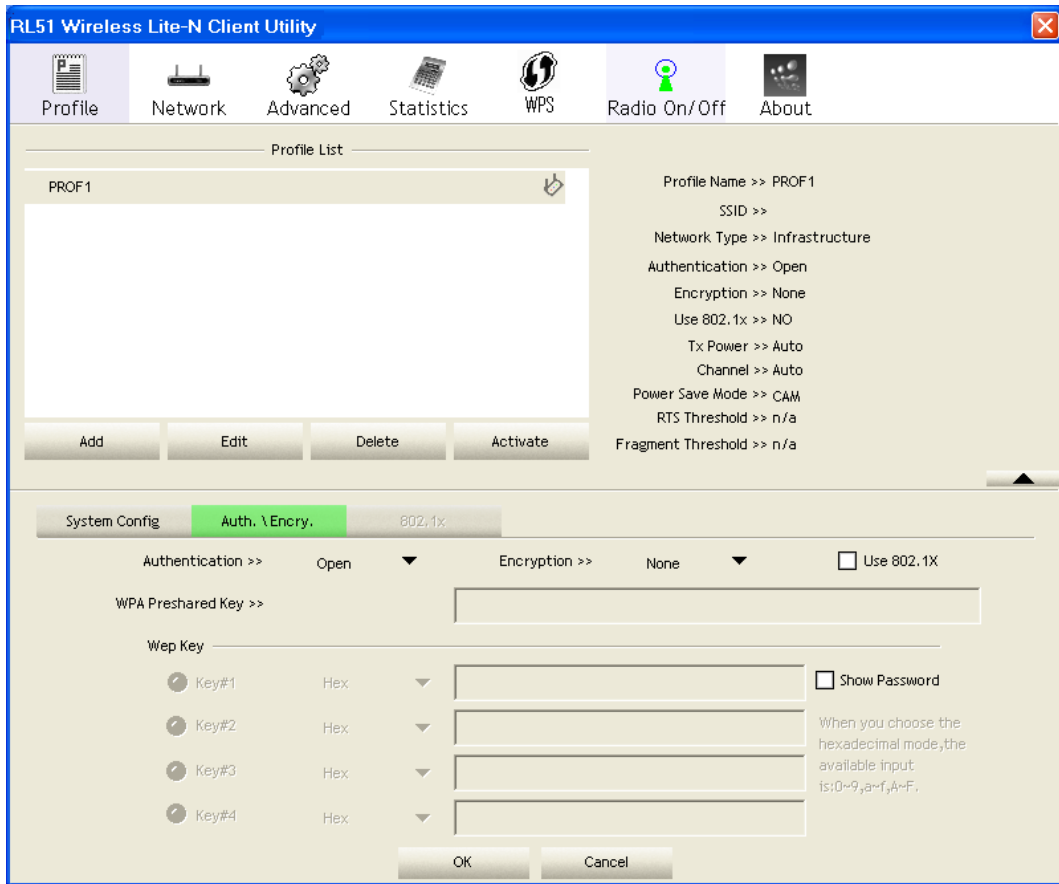 RL51 Wireless Lite-N Client Utility
Profile Network Advanced Statistics WPS Radio On/Off About
Profile List
PROF1
Profile Name >> PROF1
SSID >>
Network Type >> Infrastructure
Authentication >> Open
Encryption >> None
Use 802.1x >> NO
Tx Power >> Auto
Channel >> Auto
Power Save Mode >> CAM
RTS Threshold >> n/a
Fragment Threshold >> n/a
Add Edit Delete Activate
System Config Auth. \ Encry. 802.1x
Authentication >> Open Encryption >> None Use 802.1X
WPA Preshared Key >>
Wep Key
Key#1 Hex Show Password
Key#2 Hex
Key#3 Hex
Key#4 Hex
When you choose the
hexadecimal mode,the
available input
is:0~9,a~f,A~F.
OK Cancel